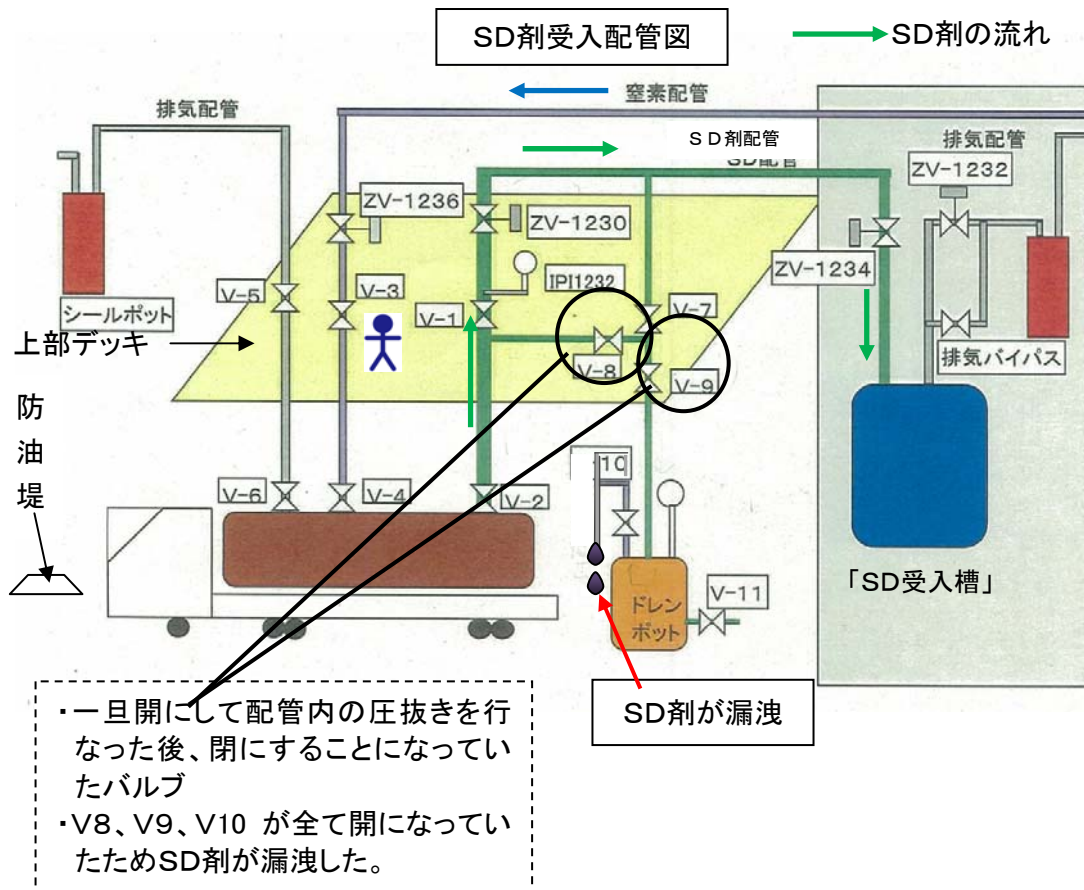 SD剤受入配管図
SD剤の流れ
排気配管
窒素配管
SD剤配管
SD配管
排気配管
ZV-1232
ZV-1236
ZV-1230
ZV-1234
IPI1232
V-5
V-3
V-1
V-7
V-8
V-9
シールポット
上部デッキ
排気バイパス
防油堤
10
V-6
V-4
V-2
V-11
ドレン
ポット
「SD受入槽」
SD剤が漏洩
・一旦開にして配管内の圧抜きを行
なった後、閉にすることになってい
たバルブ
・V8、V9、V10 が全て開になってい
たためSD剤が漏洩した。